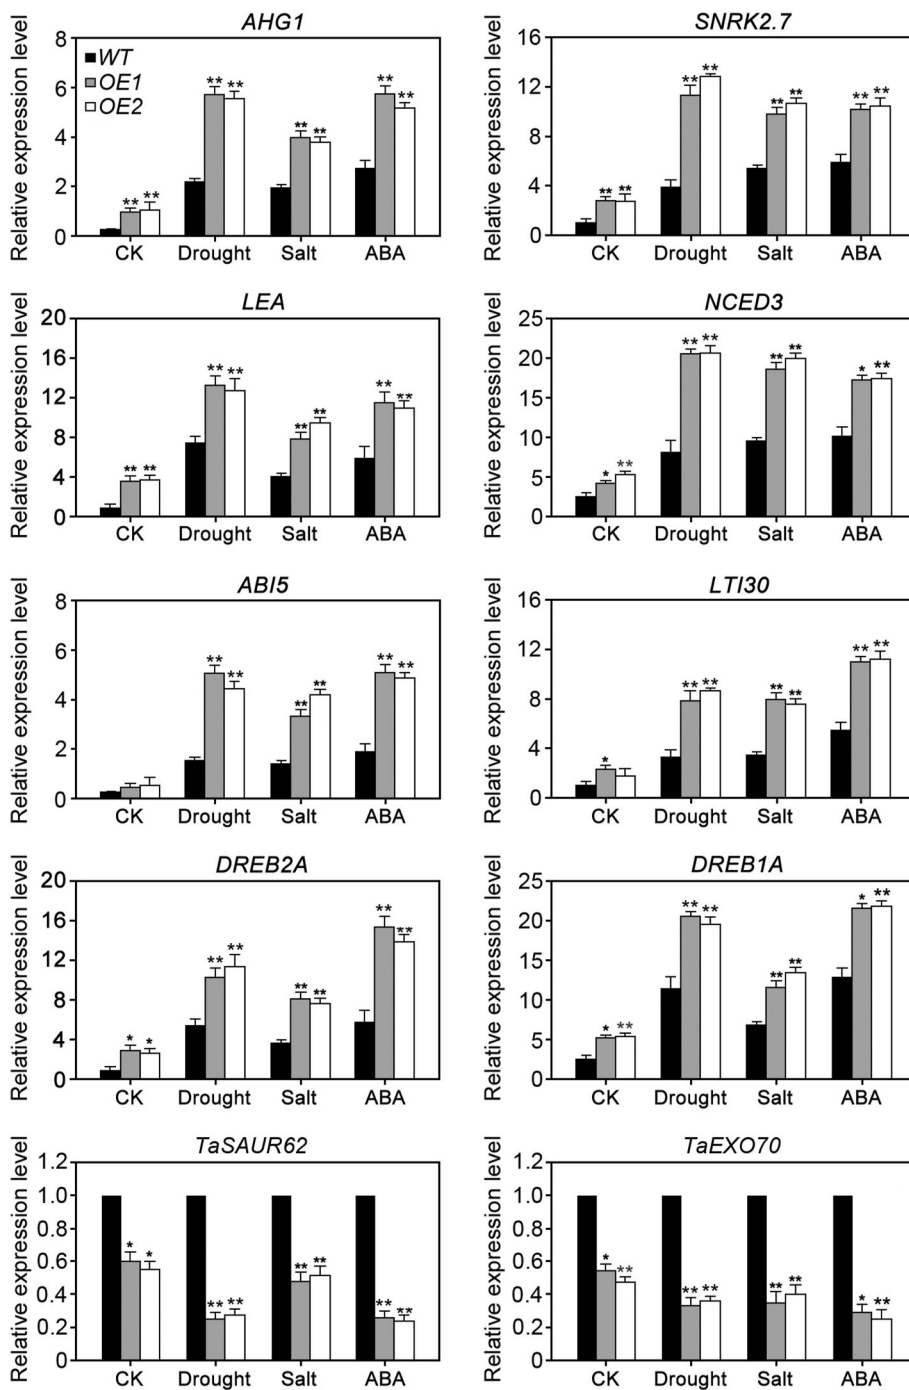 AHG1
Relative expression level
8
6
4
2
0
WT
OE1
OE2
** ** ** ** ** ** ** **
CK Drought Salt ABA
SNRK2.7
Relative expression level
16
12
8
4
0
** ** ** ** ** ** ** **
CK Drought Salt ABA
LEA
Relative expression level
20
16
12
8
4
0
** ** ** ** ** ** ** **
CK Drought Salt ABA
NCED3
Relative expression level
25
20
15
10
5
0
* ** ** ** ** ** * **
CK Drought Salt ABA
ABI5
Relative expression level
8
6
4
2
0
** ** ** ** ** **
CK Drought Salt ABA
LTI30
Relative expression level
16
12
8
4
0
* ** ** ** ** ** **
CK Drought Salt ABA
DREB2A
Relative expression level
20
16
12
8
4
0
* * ** ** ** ** ** **
CK Drought Salt ABA
DREB1A
Relative expression level
25
20
15
10
5
0
* ** ** ** ** ** * **
CK Drought Salt ABA
TaSAUR62
Relative expression level
1.2
1.0
0.8
0.6
0.4
0.2
0
* * ** ** ** ** ** **
CK Drought Salt ABA
TaEXO70
Relative expression level
1.2
1.0
0.8
0.6
0.4
0.2
0
* ** ** ** ** ** * **
CK Drought Salt ABA